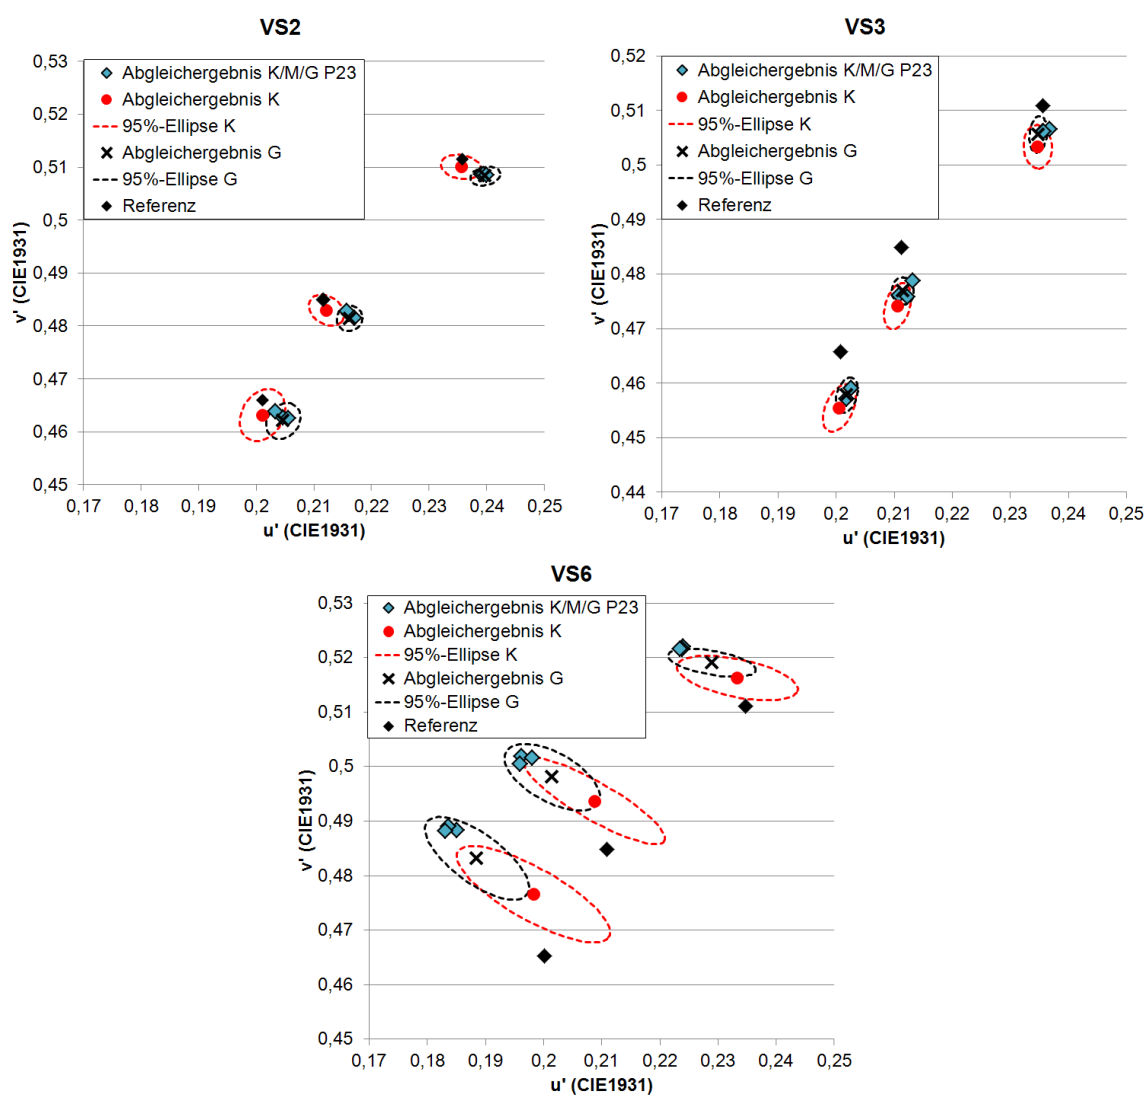 VS2
0,53
0,52
0,51
0,5
0,49
0,48
0,47
0,46
0,45
v' (CIE1931)
Abgleichergebnis K/M/G P23
Abgleichergebnis K
95%-Ellipse K
Abgleichergebnis G
95%-Ellipse G
Referenz
0,17 0,18 0,19 0,2 0,21 0,22 0,23 0,24 0,25
u' (CIE1931)
VS3
0,52
0,51
0,5
0,49
0,48
0,47
0,46
0,45
0,44
v' (CIE1931)
Abgleichergebnis K/M/G P23
Abgleichergebnis K
95%-Ellipse K
Abgleichergebnis G
95%-Ellipse G
Referenz
0,17 0,18 0,19 0,2 0,21 0,22 0,23 0,24 0,25
u' (CIE1931)
VS6
0,53
0,52
0,51
0,5
0,49
0,48
0,47
0,46
0,45
v' (CIE1931)
Abgleichergebnis K/M/G P23
Abgleichergebnis K
95%-Ellipse K
Abgleichergebnis G
95%-Ellipse G
Referenz
0,17 0,18 0,19 0,2 0,21 0,22 0,23 0,24 0,25
u' (CIE1931)